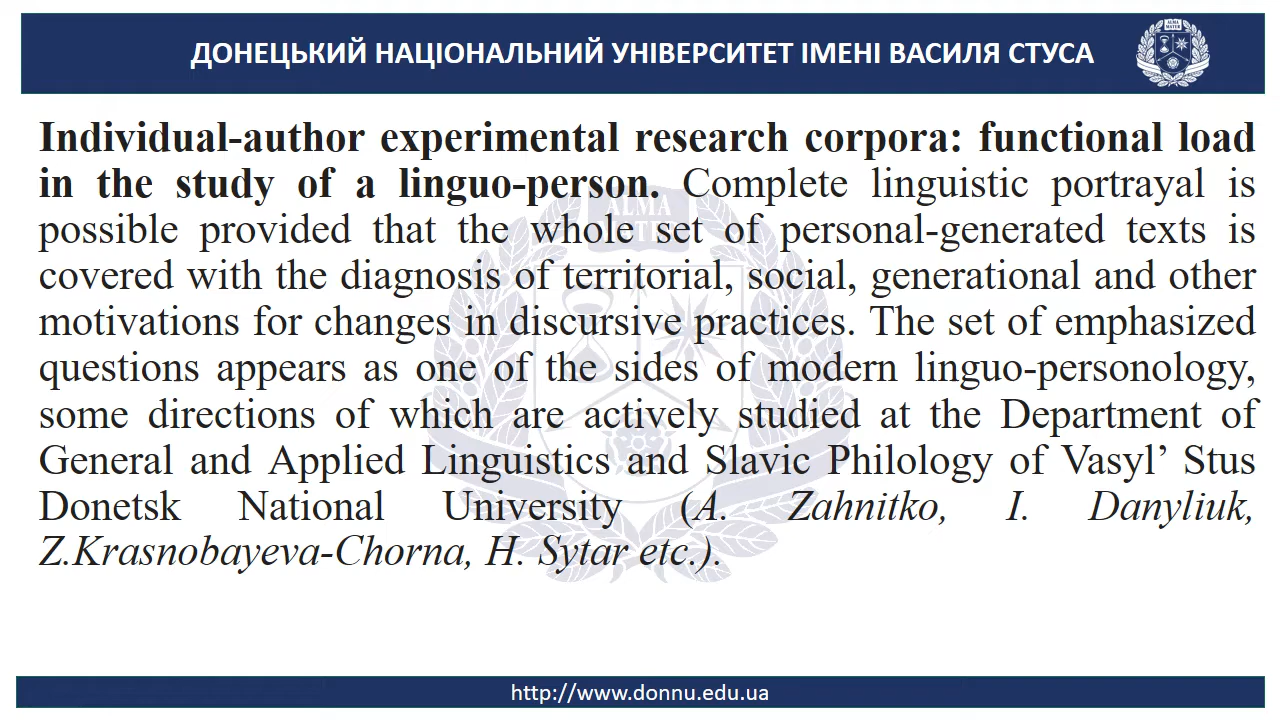 ДОНЕЦЬКИЙ НАЦІОНАЛЬНИЙ УНІВЕРСИТЕТ ІМЕНІ ВАСИЛЯ СТУСА
ALMA
MATER
Individual-author experimental research corpora: functional load
in the study of a linguo-person. Complete linguistic portrayal is
possible provided that the whole set of personal-generated texts is
covered with the diagnosis of territorial, social, generational and other
motivations for changes in discursive practices. The set of emphasized
questions appears as one of the sides of modern linguo-personology,
some directions of which are actively studied at the Department of
General and Applied Linguistics and Slavic Philology of Vasyl’ Stus
Donetsk National University (A. Zahnitko, I. Danyliuk,
Z.Krasnobayeva-Chorna, H. Sytar etc.).
http://www.donnu.edu.ua